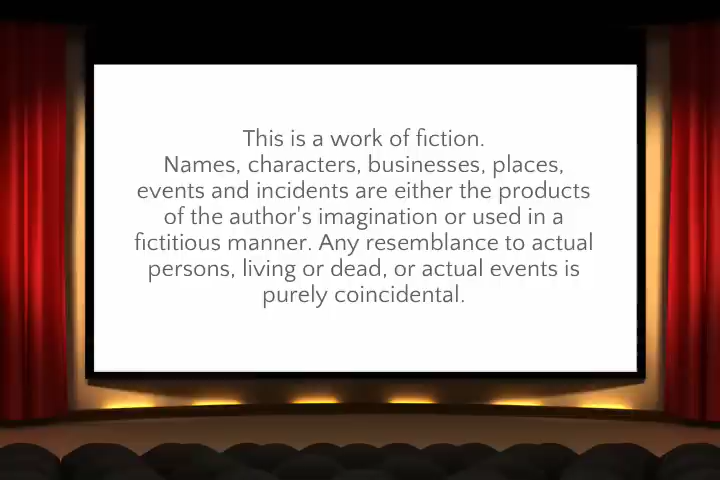 This is a work of fiction.
Names, characters, businesses, places,
events and incidents are either the products
of the author's imagination or used in a
fictitious manner. Any resemblance to actual
persons, living or dead, or actual events is
purely coincidental.